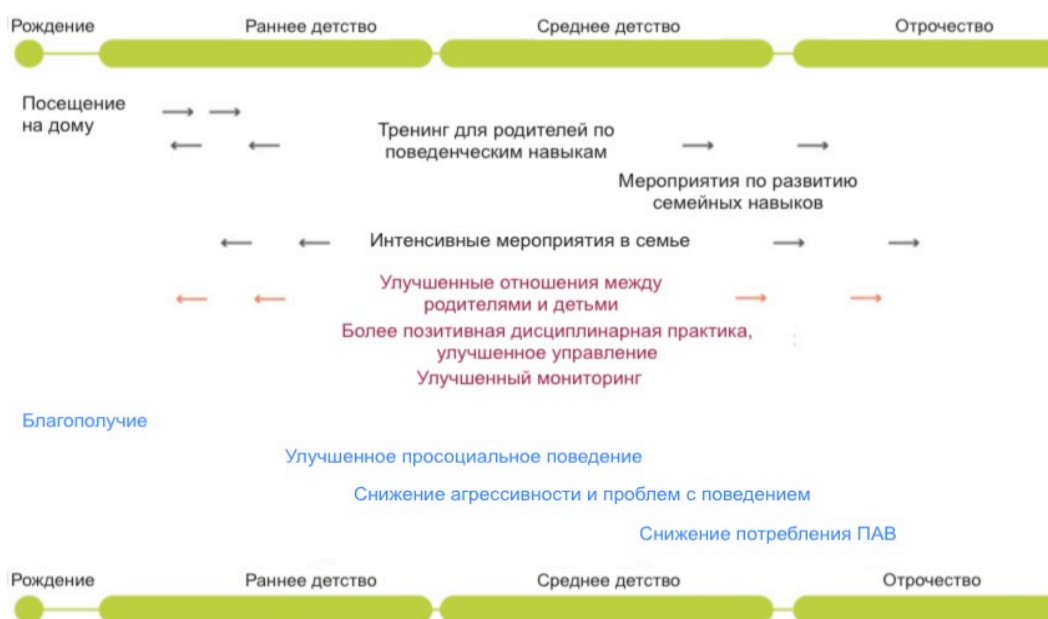 Рождение Раннее детство Среднее детство Отрочество
Посещение
на дому
Тренинг для родителей по
поведенческим навыкам
Мероприятия по развитию
семейных навыков
Интенсивные мероприятия в семье
Улучшенные отношения между
родителями и детьми
Более позитивная дисциплинарная практика,
улучшенное управление
Улучшенный мониторинг
Благополучие
Улучшенное просоциальное поведение
Снижение агрессивности и проблем с поведением
Снижение потребления ПАВ
Рождение Раннее детство Среднее детство Отрочество